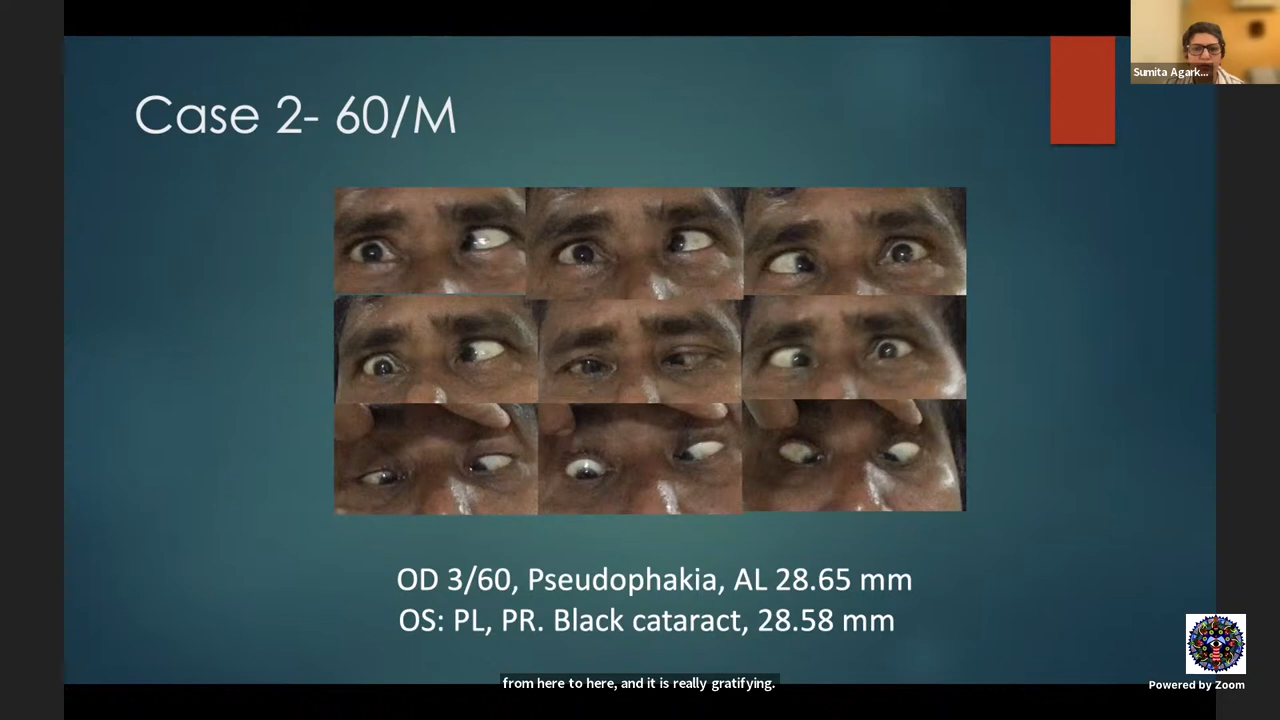 Case 2- 60/M
Sumita Agark...
OD 3/60, Pseudophakia, AL 28.65 mm
OS: PL, PR. Black cataract, 28.58 mm
from here to here, and it is really gratifying.
Powered by Zoom